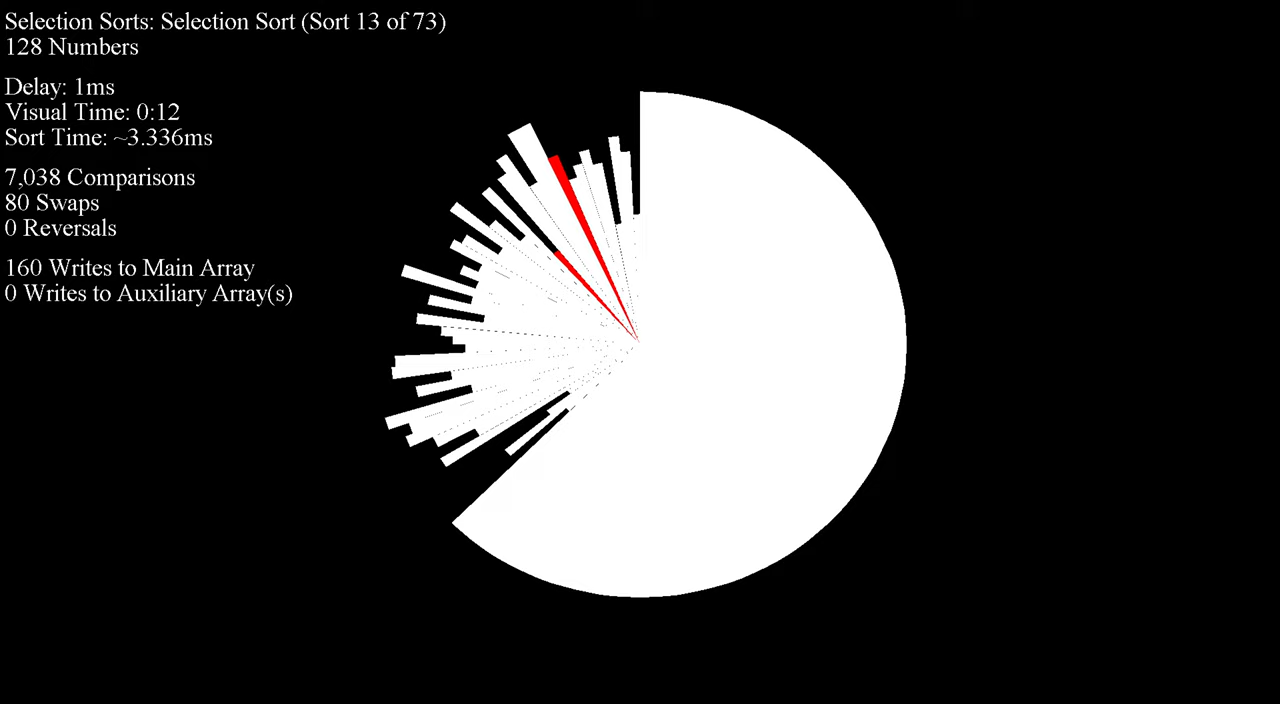 Selection Sorts: Selection Sort (Sort 13 of 73)
128 Numbers
Delay: 1ms
Visual Time: 0:12
Sort Time: ~3.336ms
7,038 Comparisons
80 Swaps
0 Reversals
160 Writes to Main Array
0 Writes to Auxiliary Array(s)